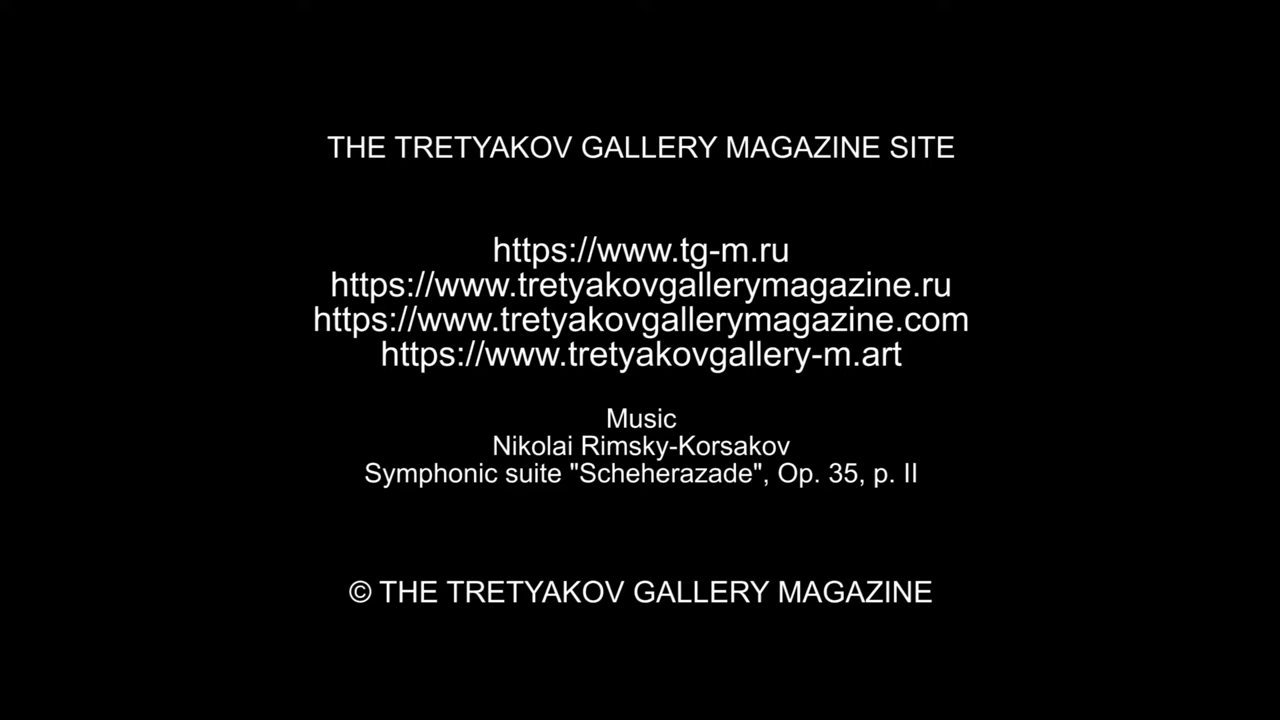 THE TRETYAKOV GALLERY MAGAZINE SITE
https://www.tg-m.ru
https://www.tretyakovgallerymagazine.ru
https://www.tretyakovgallerymagazine.com
https://www.tretyakovgallery-m.art
Music
Nikolai Rimsky-Korsakov
Symphonic suite "Scheherazade", Op. 35, p. II
© THE TRETYAKOV GALLERY MAGAZINE